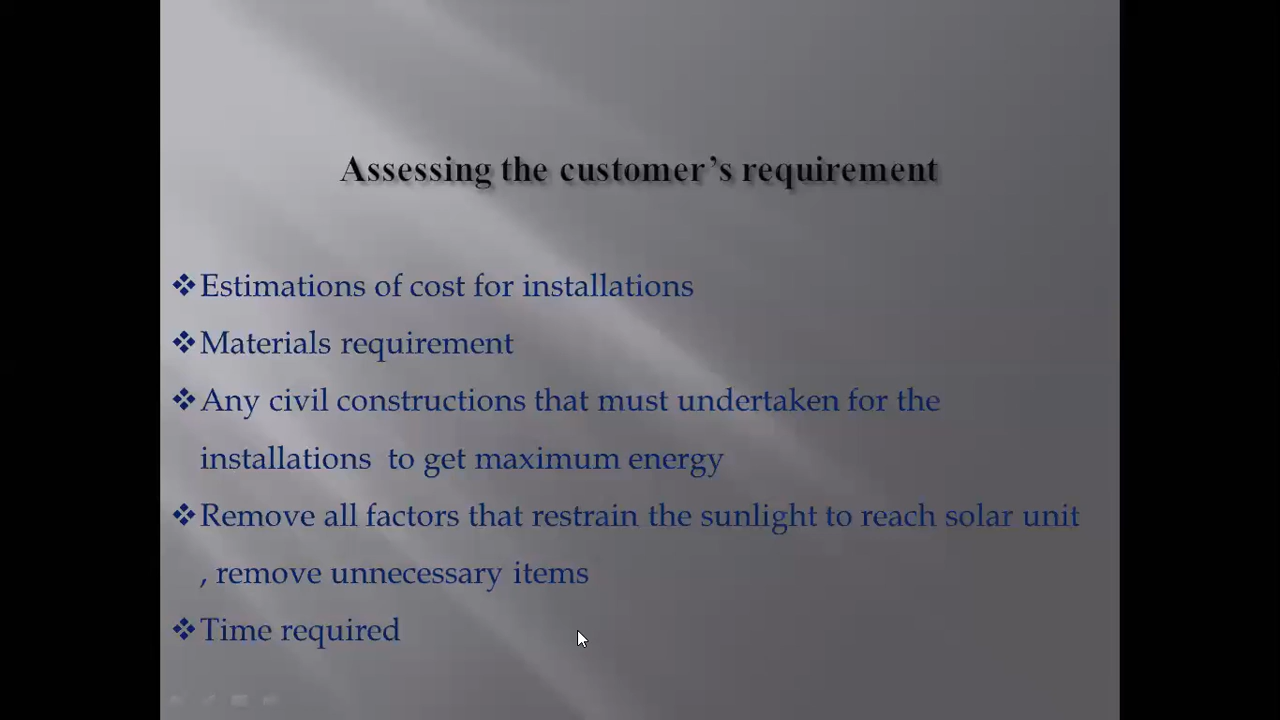 Assessing the customer’s requirement
❖Estimations of cost for installations
❖Materials requirement
❖Any civil constructions that must undertaken for the
installations to get maximum energy
❖Remove all factors that restrain the sunlight to reach solar unit
, remove unnecessary items
❖Time required